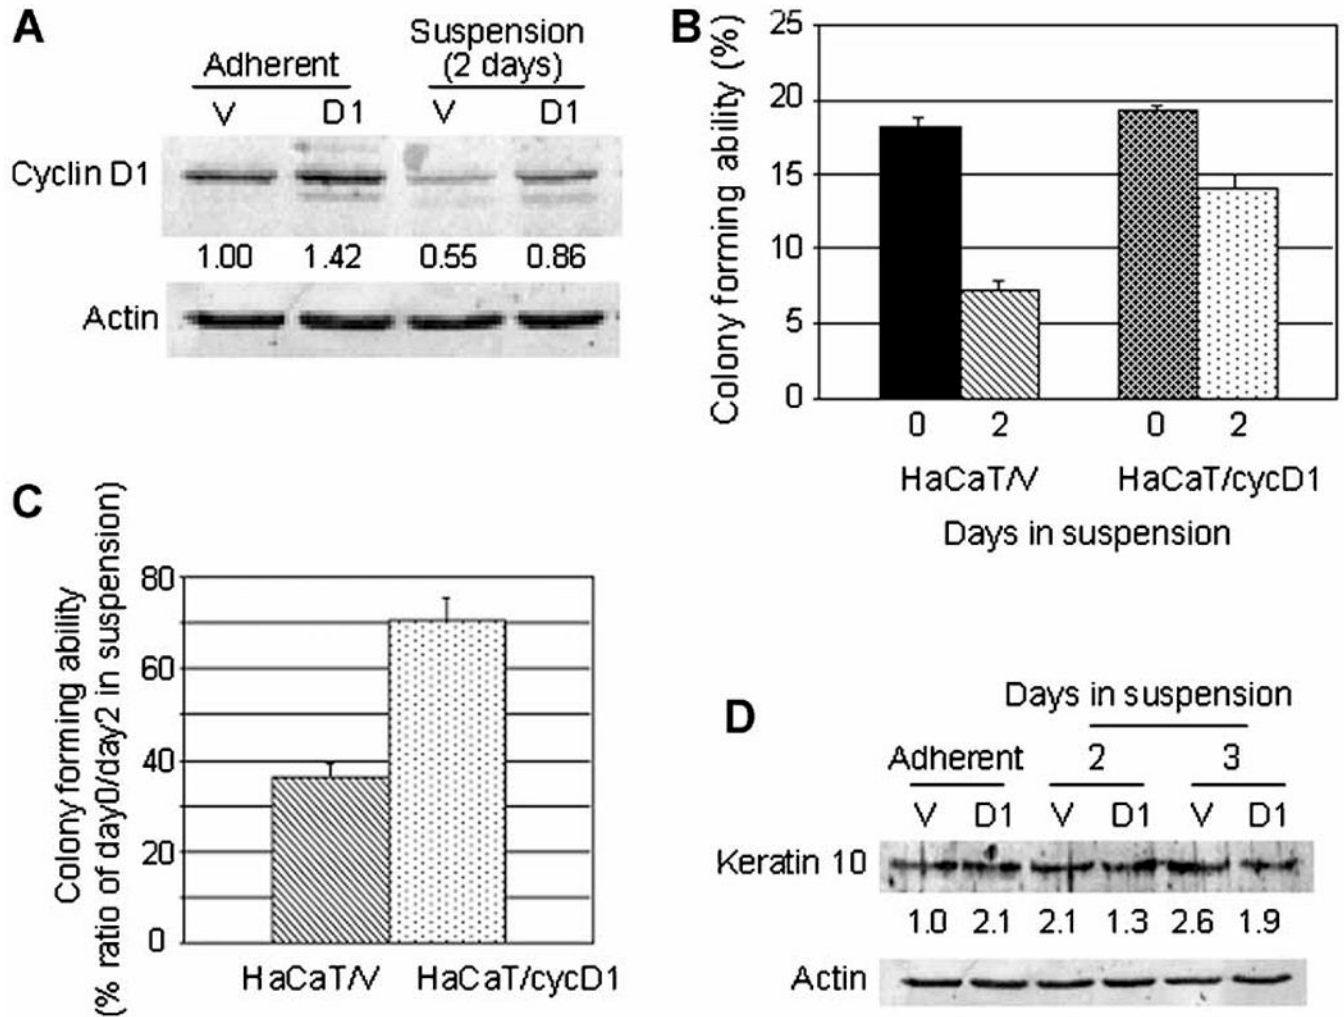 A
Adherent
Suspension
(2 days)
V D1 V D1
Cyclin D1
1.00 1.42 0.55 0.86
Actin
B
Colony forming ability (%)
25
20
15
10
5
0
0 2 0 2
HaCaT/V HaCaT/cycD1
Days in suspension
C
Colony forming ability
(% ratio of day0/day2 in suspension)
80
60
40
20
0
HaCaT/V HaCaT/cycD1
D
Days in suspension
Adherent 2 3
V D1 V D1 V D1
Keratin 10
1.0 2.1 2.1 1.3 2.6 1.9
Actin